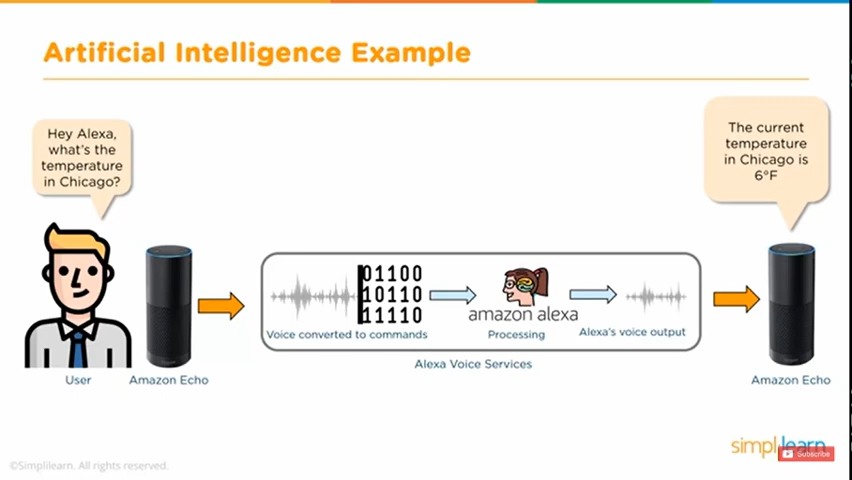 Artificial Intelligence Example
Hey Alexa,
what's the
temperature
in Chicago?
The current
temperature
in Chicago is
6°F
01100
10110
11110
amazon alexa
Voice converted to commands
Processing
Alexa's voice output
Alexa Voice Services
User
Amazon Echo
Amazon Echo
simplilearn
Subscribe
©Simplilearn. All rights reserved.